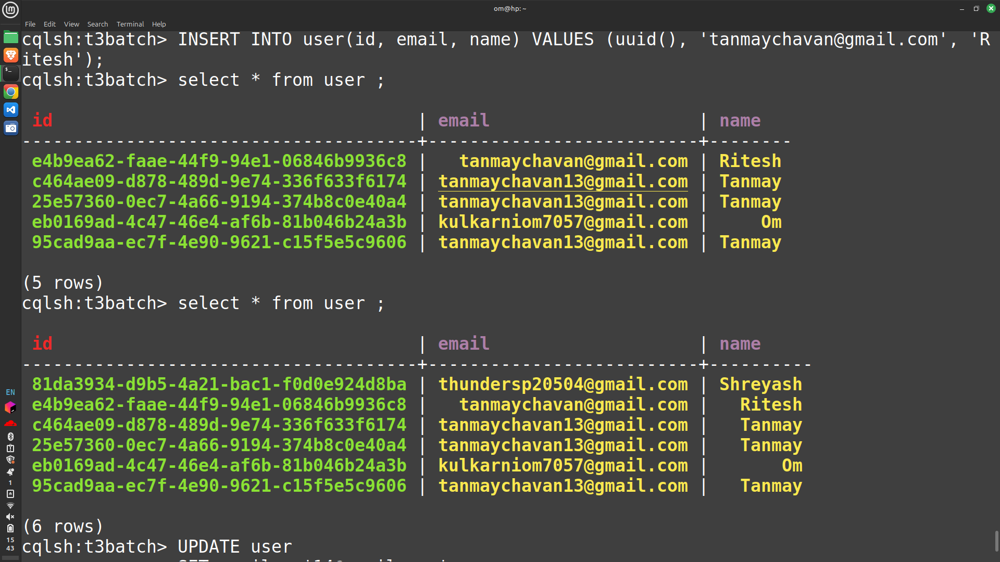 om@hp:~
File Edit View Search Terminal Help
cqlsh:t3batch> INSERT INTO user(id, email, name) VALUES (uuid(), 'tanmaychavan@gmail.com', 'R
itesh');
cqlsh:t3batch> select * from user ;
id | email | name
--------------------------------------+--------------------------+--------
e4b9ea62-faae-44f9-94e1-06846b9936c8 | tanmaychavan@gmail.com | Ritesh
c464ae09-d878-489d-9e74-336f633f6174 | tanmaychavan13@gmail.com | Tanmay
25e57360-0ec7-4a66-9194-374b8c0e40a4 | tanmaychavan13@gmail.com | Tanmay
eb0169ad-4c47-46e4-af6b-81b046b24a3b | kulkarniom7057@gmail.com | Om
95cad9aa-ec7f-4e90-9621-c15f5e5c9606 | tanmaychavan13@gmail.com | Tanmay
(5 rows)
cqlsh:t3batch> select * from user ;
id | email | name
--------------------------------------+--------------------------+----------
81da3934-d9b5-4a21-bac1-f0d0e924d8ba | thundersp20504@gmail.com | Shreyash
e4b9ea62-faae-44f9-94e1-06846b9936c8 | tanmaychavan@gmail.com | Ritesh
c464ae09-d878-489d-9e74-336f633f6174 | tanmaychavan13@gmail.com | Tanmay
25e57360-0ec7-4a66-9194-374b8c0e40a4 | tanmaychavan13@gmail.com | Tanmay
eb0169ad-4c47-46e4-af6b-81b046b24a3b | kulkarniom7057@gmail.com | Om
95cad9aa-ec7f-4e90-9621-c15f5e5c9606 | tanmaychavan13@gmail.com | Tanmay
(6 rows)
cqlsh:t3batch> UPDATE user
EN
1
15
43